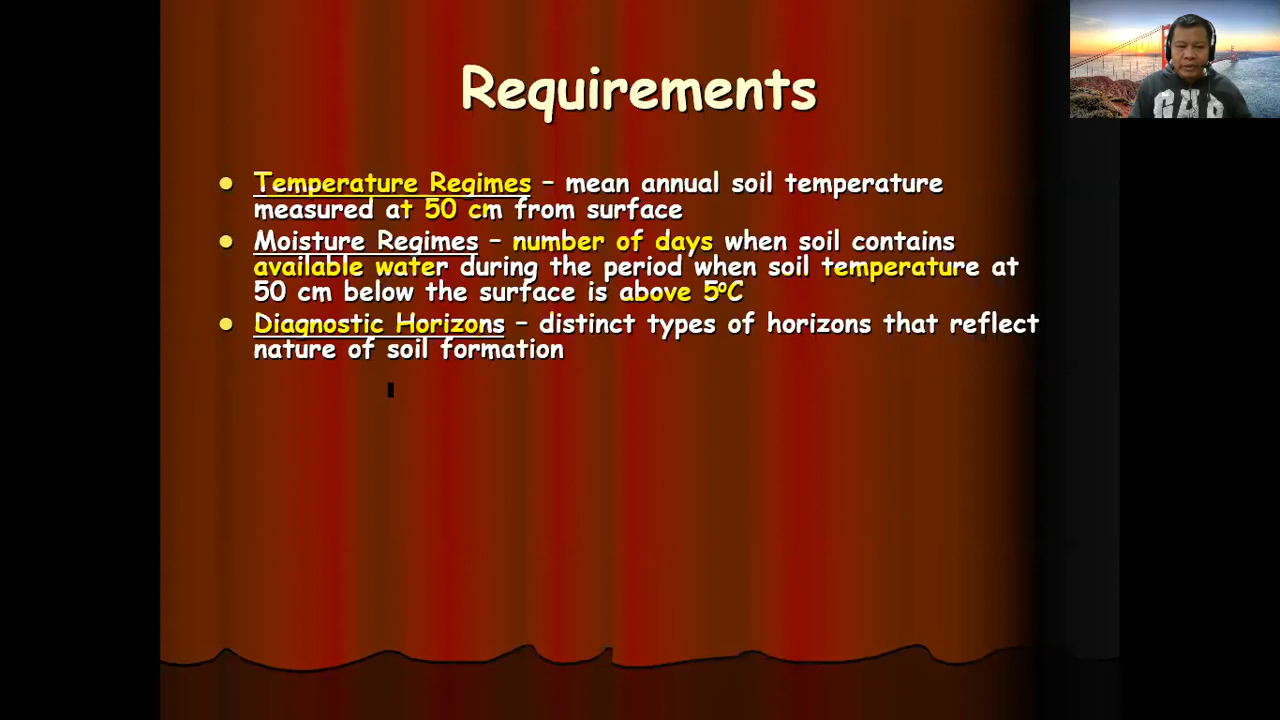 Requirements
● Temperature Regimes – mean annual soil temperature
measured at 50 cm from surface
● Moisture Regimes – number of days when soil contains
available water during the period when soil temperature at
50 cm below the surface is above 5ºC
● Diagnostic Horizons – distinct types of horizons that reflect
nature of soil formation
GAP